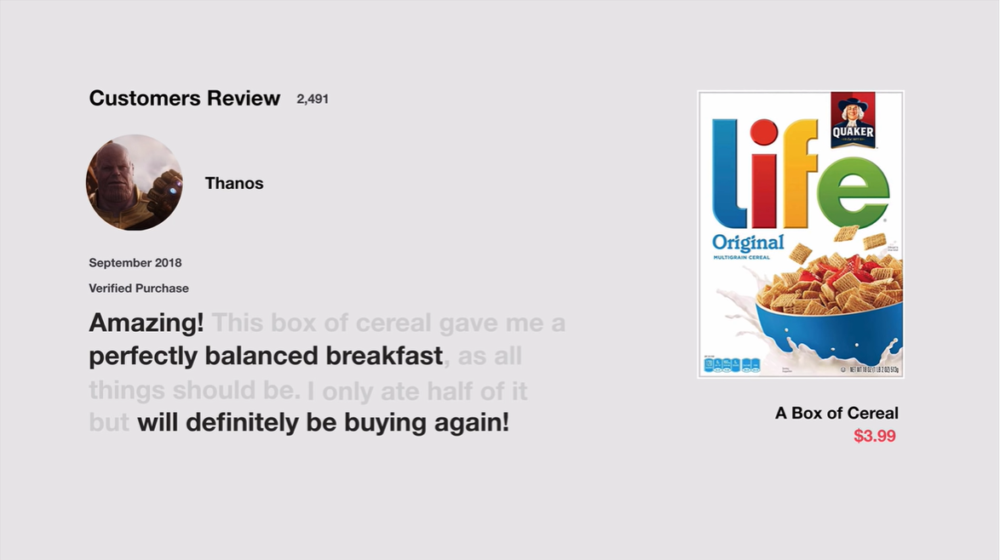 Customers Review 2,491
Thanos
September 2018
Verified Purchase
Amazing! This box of cereal gave me a
perfectly balanced breakfast, as all
things should be. I only ate half of it
but will definitely be buying again!
QUAKER
life
Original
MULTIGRAIN CEREAL
NET WT 18 OZ (1 LB 2 OZ) 513g
A Box of Cereal
$3.99